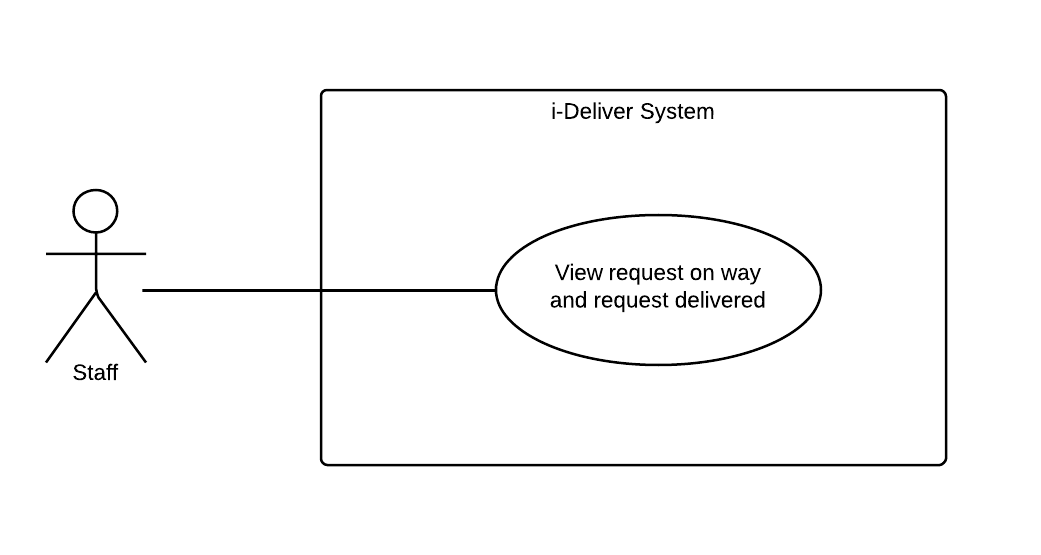 i-Deliver System
View request on way
and request delivered
Staff